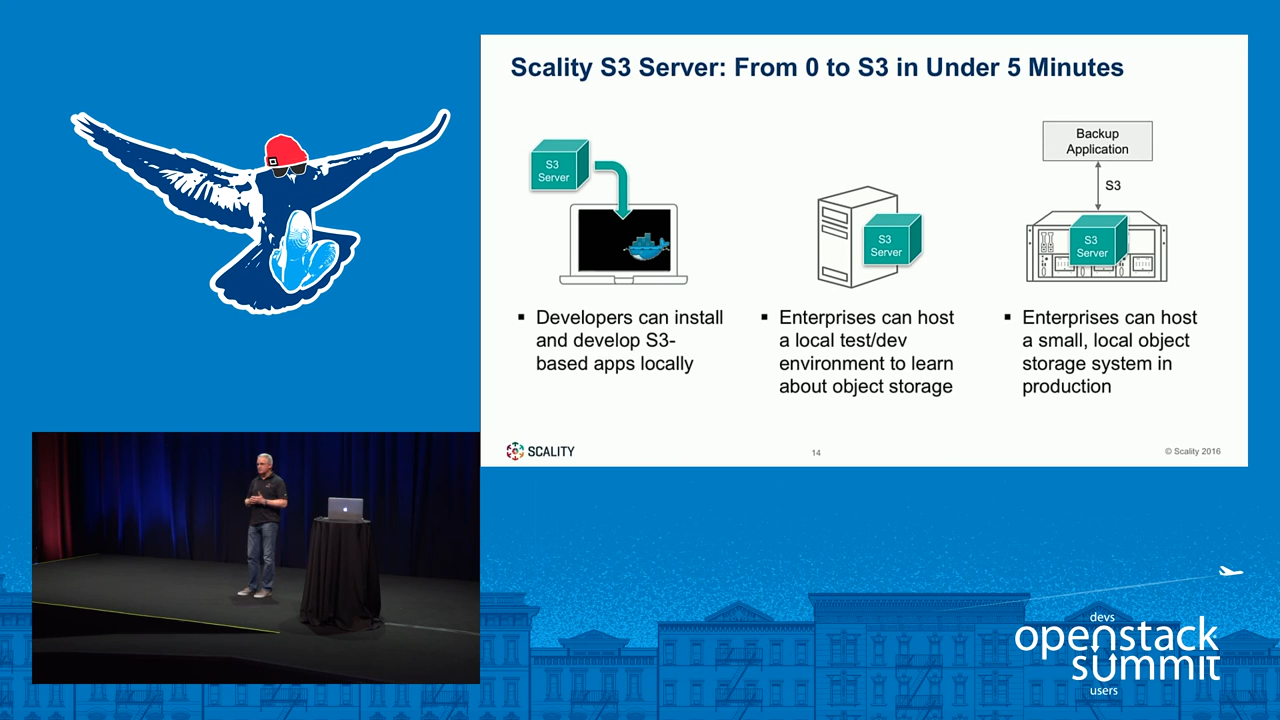 Scality S3 Server: From 0 to S3 in Under 5 Minutes
S3
Server
S3
Server
Backup
Application
S3
S3
Server
▪ Developers can install
and develop S3-
based apps locally
▪ Enterprises can host
a local test/dev
environment to learn
about object storage
▪ Enterprises can host
a small, local object
storage system in
production
SCALITY
14
© Scality 2016
devs
openstack
summit
users